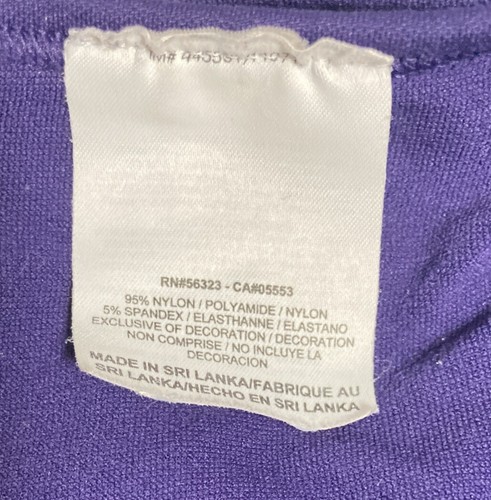 RN#56323 - CA#05553
95% NYLON / POLYAMIDE / NYLON
5% SPANDEX / ELASTHANNE / ELASTANO
EXCLUSIVE OF DECORATION / DECORATION
NON COMPRISE / NO INCLUYE LA
DECORACION
MADE IN SRI LANKA/FABRIQUE AU
SRI LANKA/HECHO EN SRI LANKA